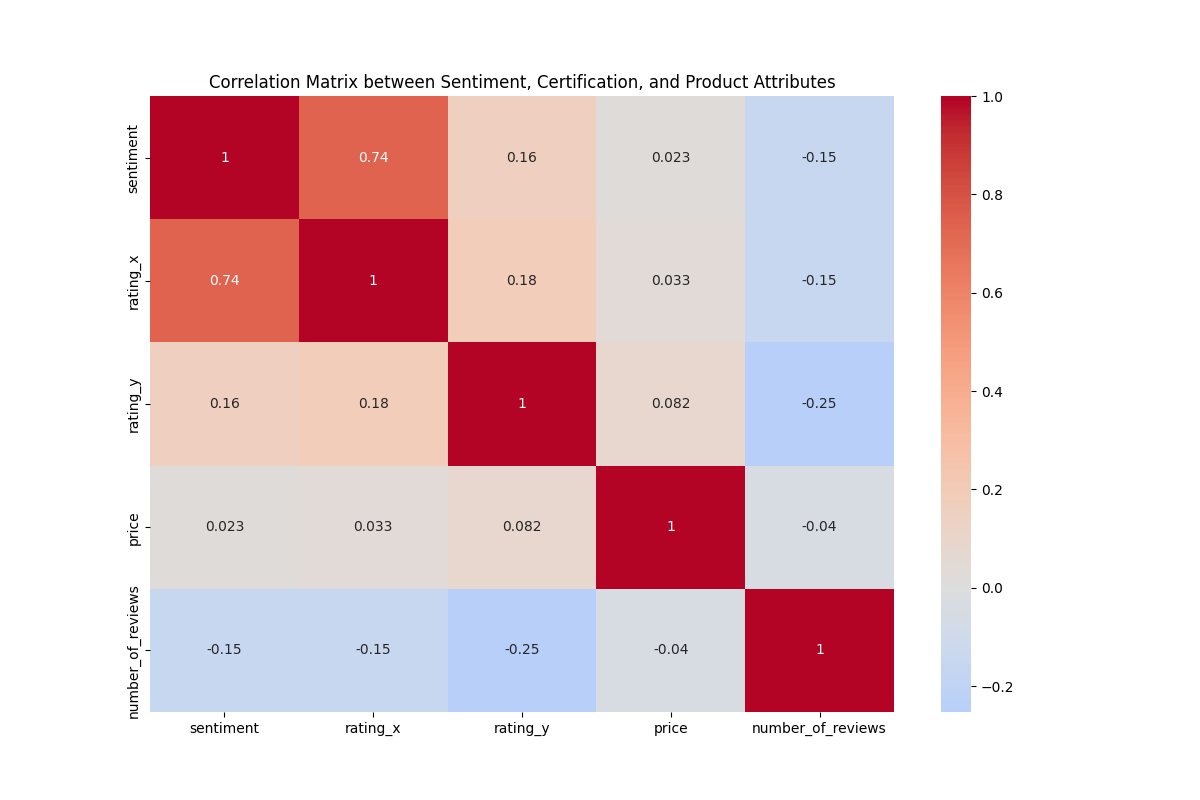 Correlation Matrix between Sentiment, Certification, and Product Attributes
sentiment 1 0.74 0.16 0.023 -0.15
rating_x 0.74 1 0.18 0.033 -0.15
rating_y 0.16 0.18 1 0.082 -0.25
price 0.023 0.033 0.082 1 -0.04
number_of_reviews -0.15 -0.15 -0.25 -0.04 1
sentiment rating_x rating_y price number_of_reviews
1.0
0.8
0.6
0.4
0.2
0.0
−0.2